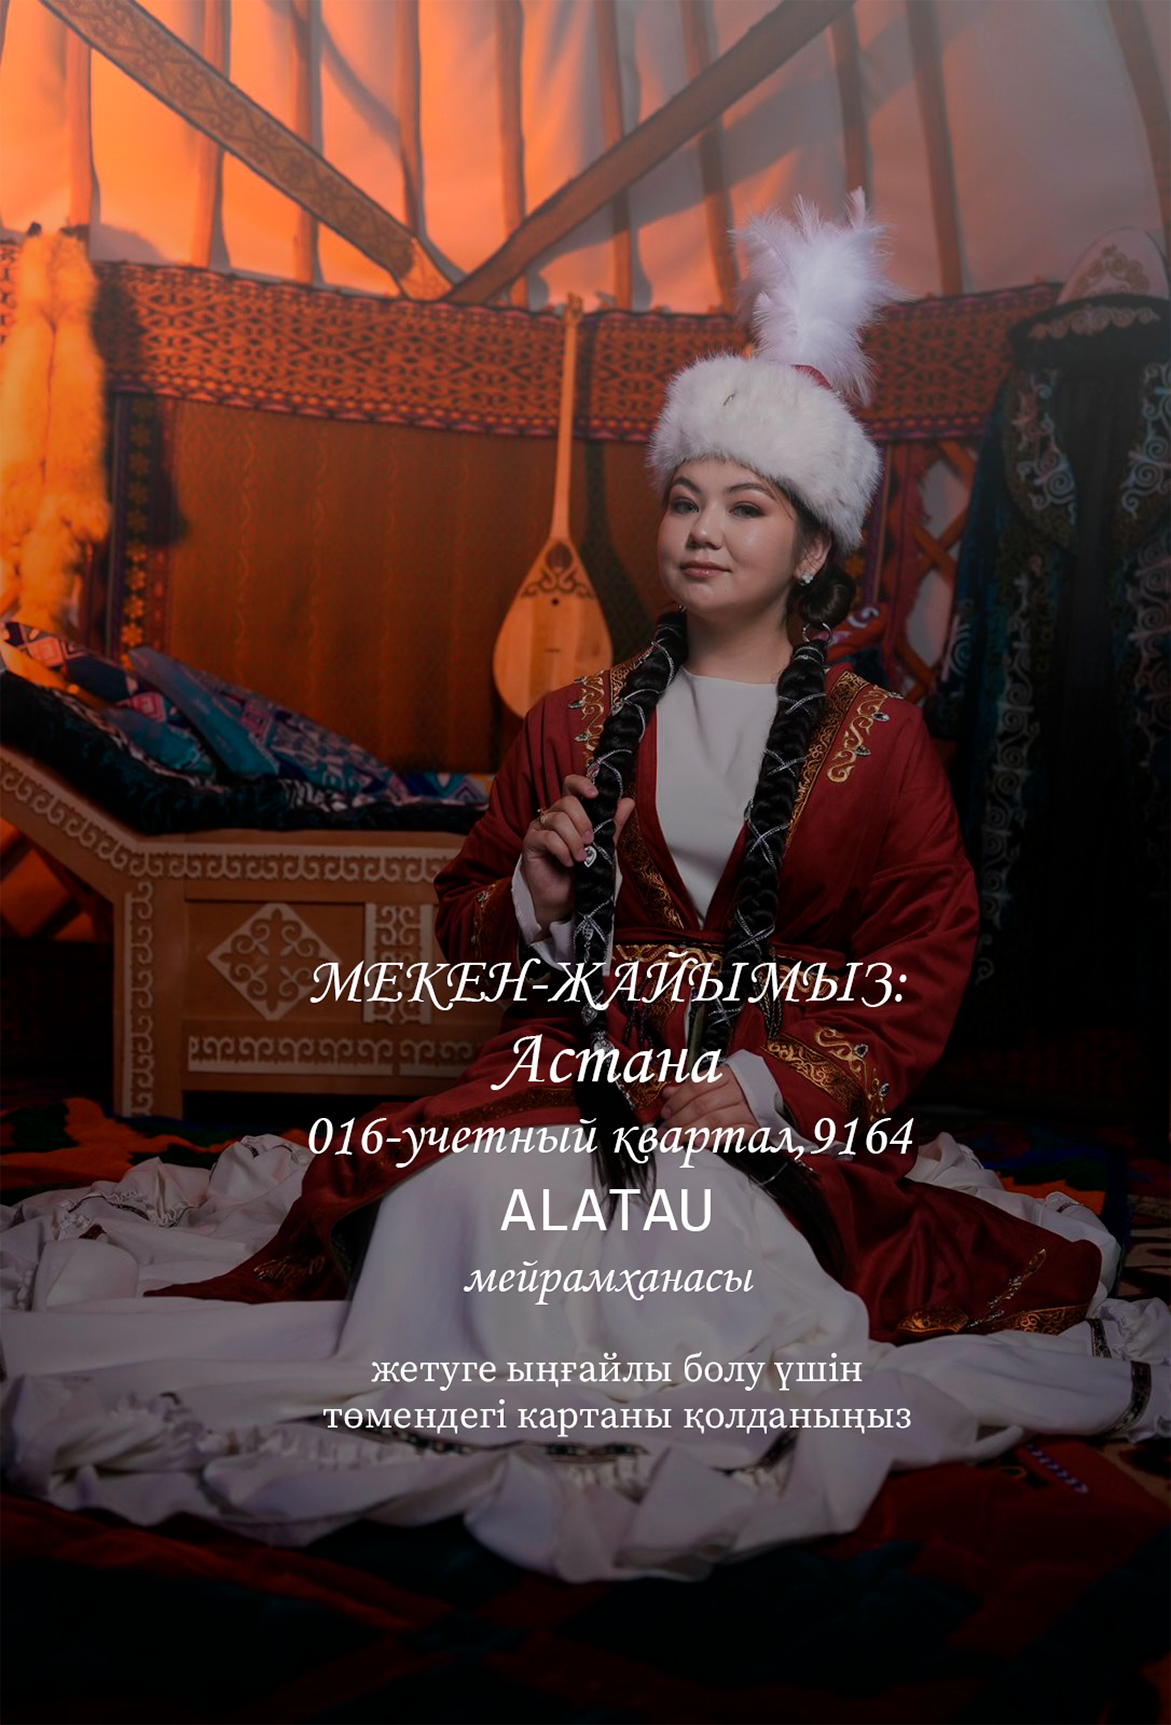 МЕКЕН-ЖАЙЫМЫЗ:
Астана
016-учетный квартал,9164
ALATAU
мейрамханасы
жетуге ыңғайлы болу үшін
төмендегі картаны қолданыңыз